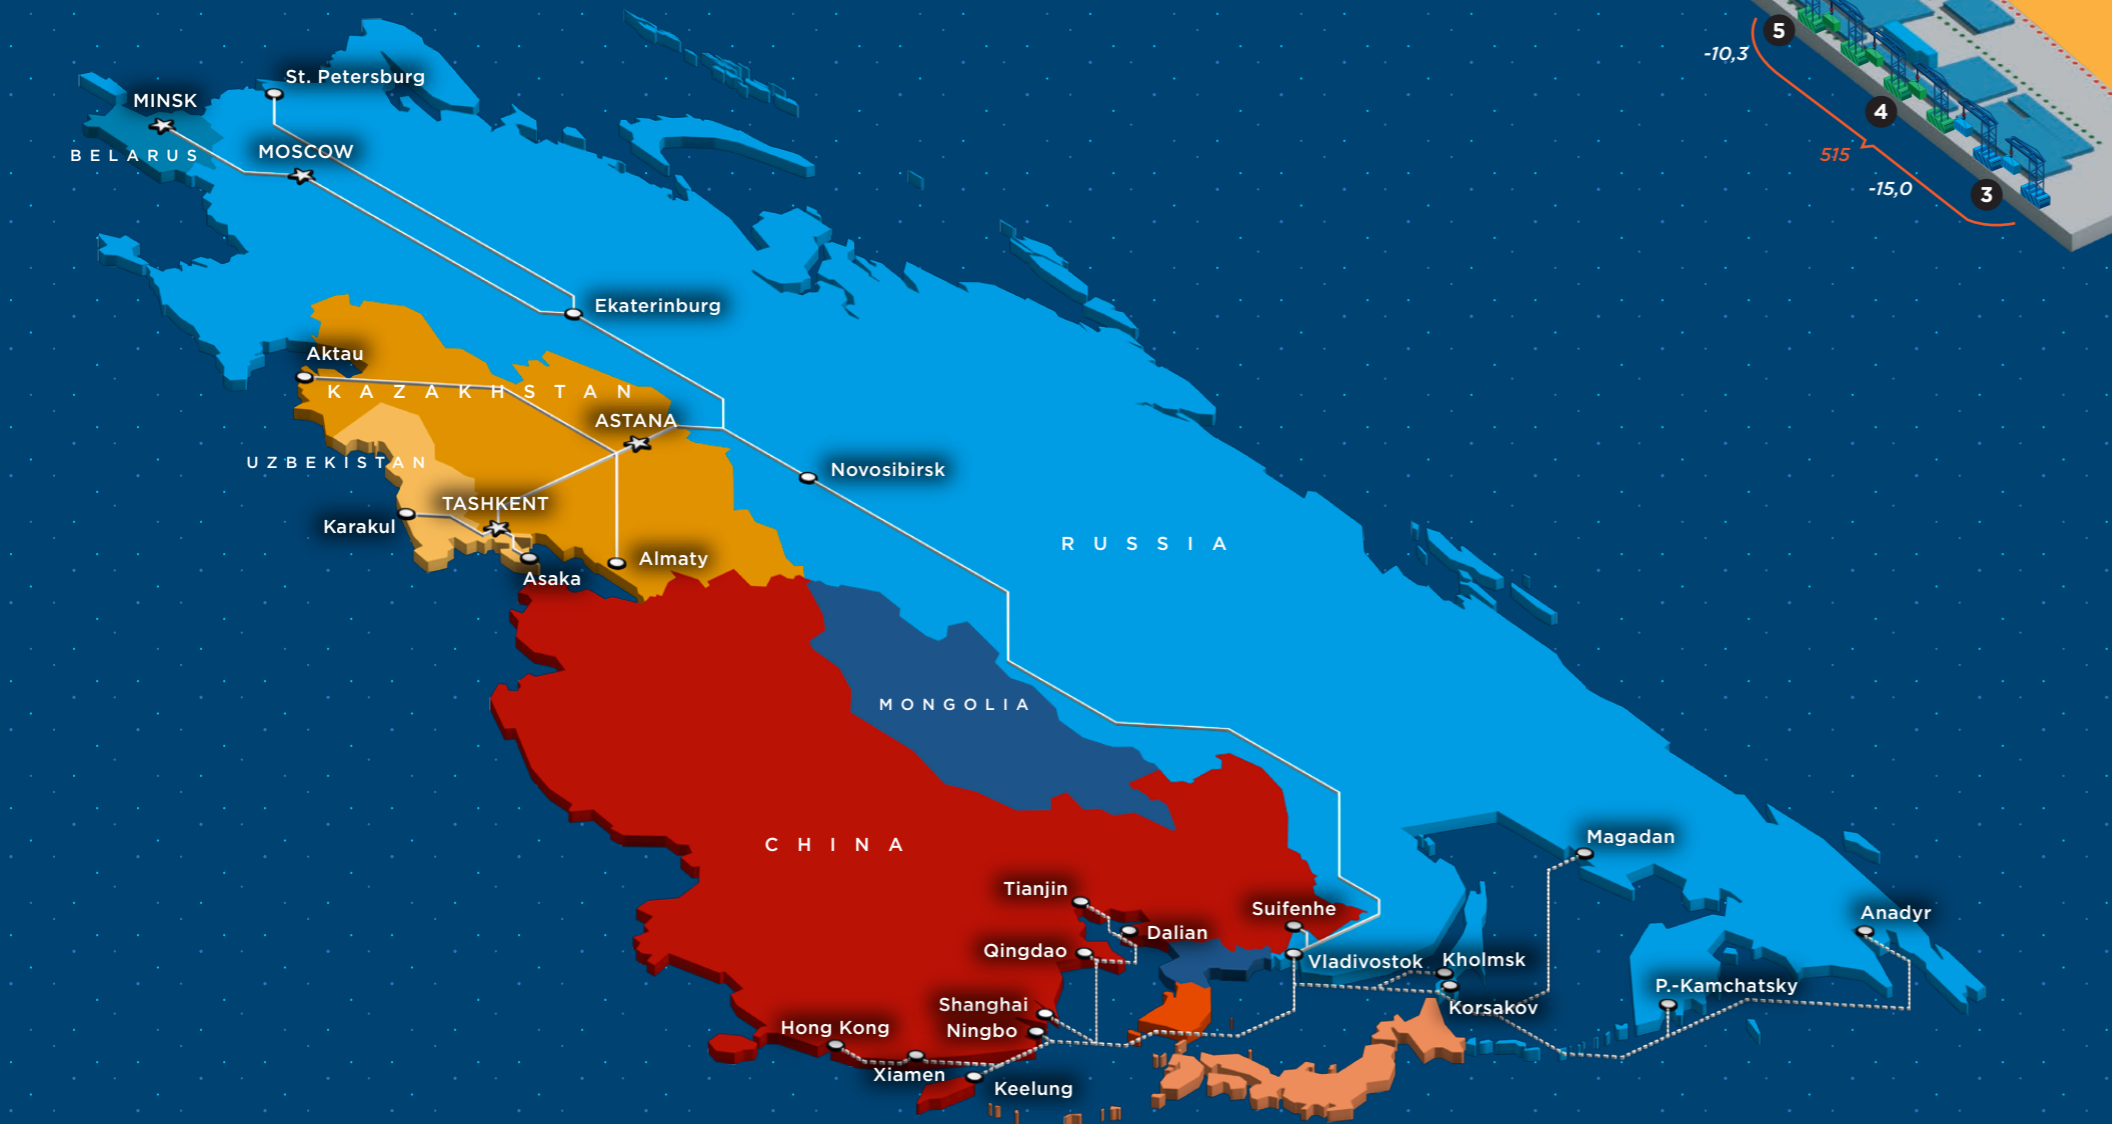 St. Petersburg
MINSK
BELARUS
MOSCOW
Ekaterinburg
Aktau
KAZAKHSTAN
ASTANA
UZBEKISTAN
Novosibirsk
TASHKENT
Karakul
Almaty
Asaka
RUSSIA
MONGOLIA
CHINA
Magadan
Tianjin
Suifenhe
Anadyr
Dalian
Qingdao
Vladivostok
Kholmsk
P.-Kamchatsky
Shanghai
Korsakov
Hong Kong
Ningbo
Xiamen
Keelung
5
-10,3
4
515
-15,0
3